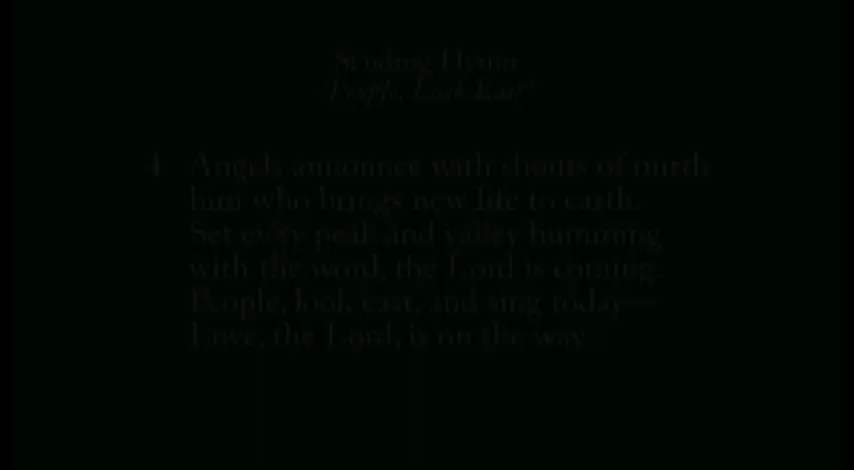 Sending Hymn
"People, Look East"
4 Angels announce with shouts of mirth
him who brings new life to earth.
Set every peak and valley humming
with the word, the Lord is coming.
People, look east, and sing today—
Love, the Lord, is on the way.